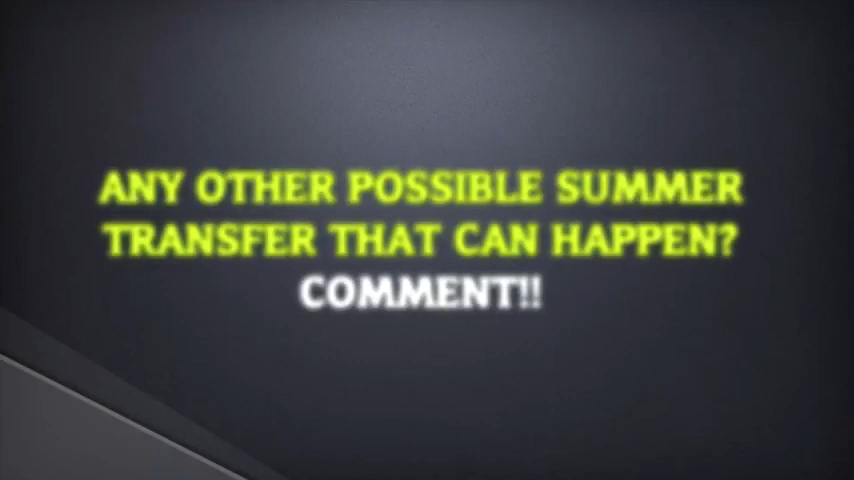 ANY OTHER POSSIBLE SUMMER
TRANSFER THAT CAN HAPPEN?
COMMENT!!